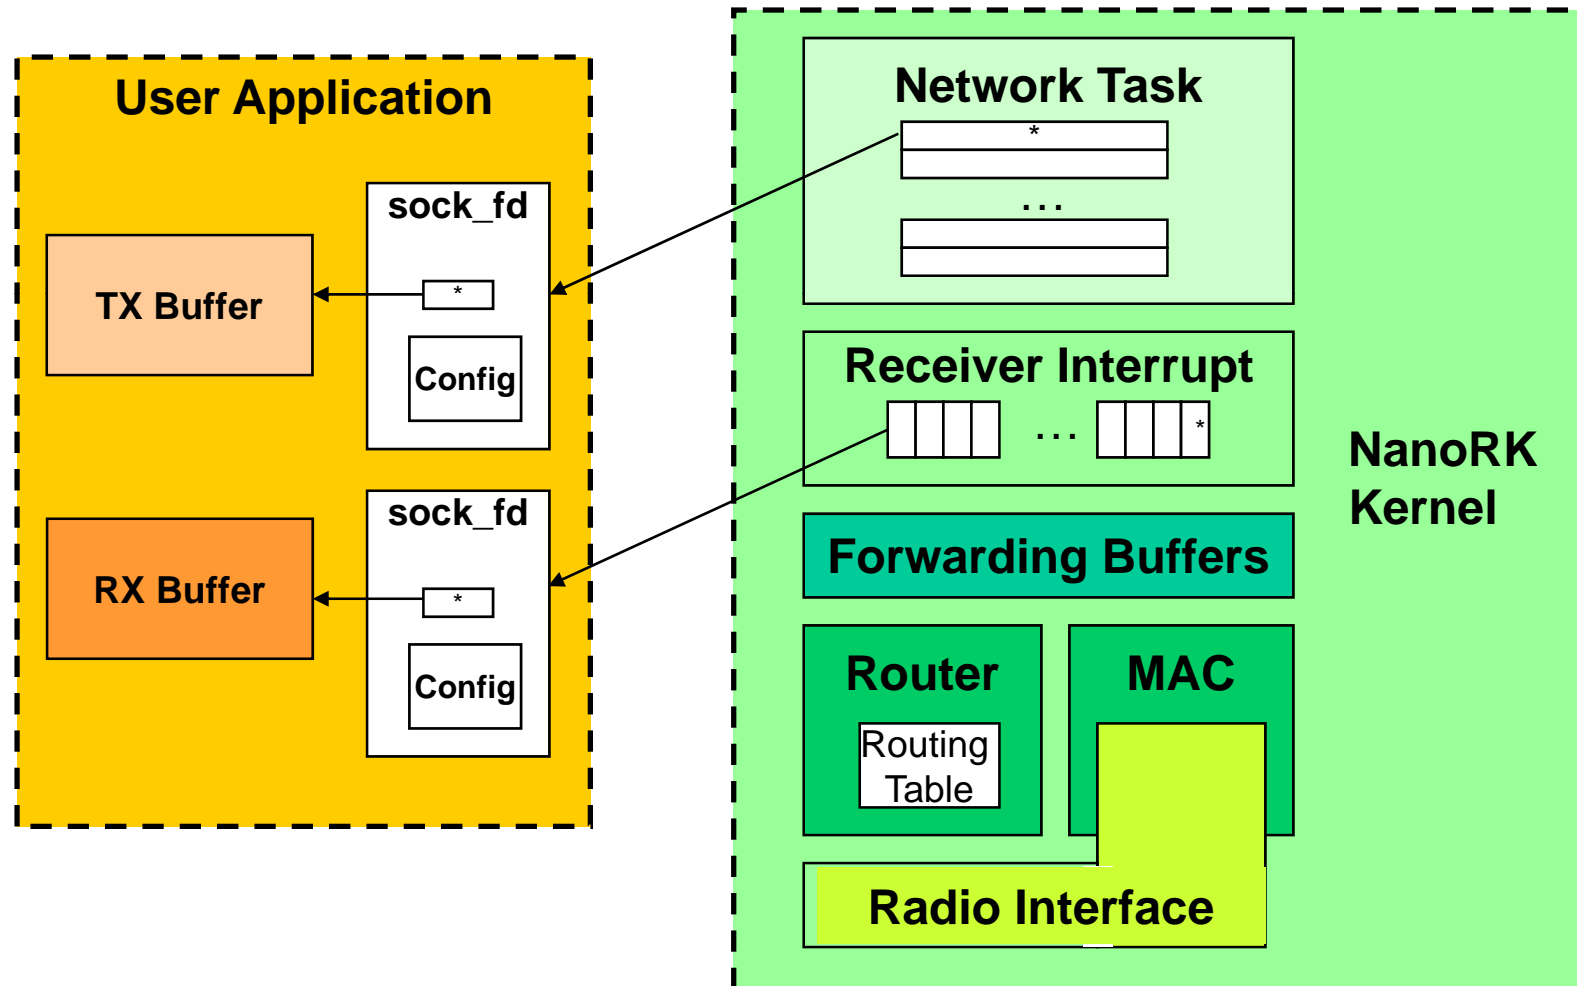 User Application
sock_fd
TX Buffer
*
Config
sock_fd
RX Buffer
*
Config
Network Task
*
...
Receiver Interrupt
... *
Forwarding Buffers
Router
Routing
Table
MAC
Radio Interface
NanoRK
Kernel